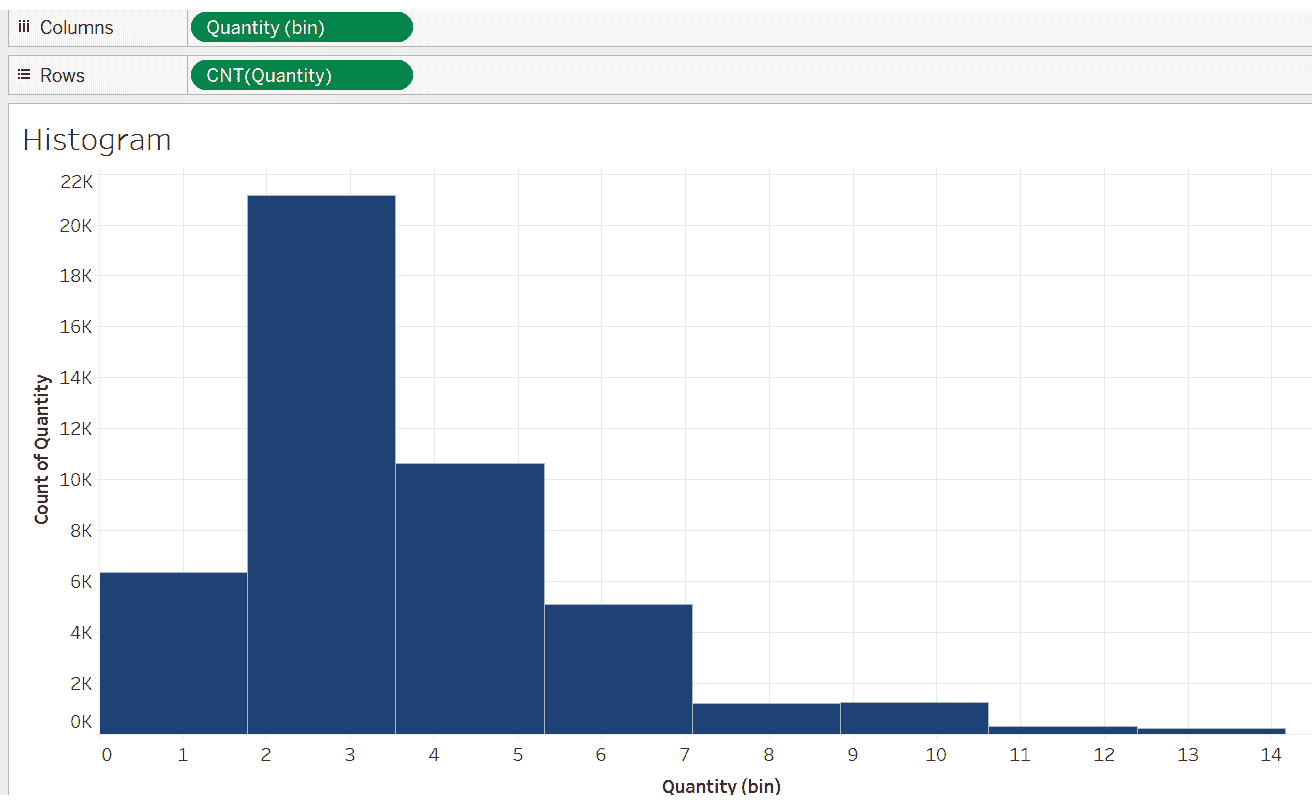 Columns Quantity (bin)
Rows CNT(Quantity)
Histogram
22K
20K
18K
16K
14K
12K
10K
8K
6K
4K
2K
0K
Count of Quantity
0 1 2 3 4 5 6 7 8 9 10 11 12 13 14
Quantity (bin)